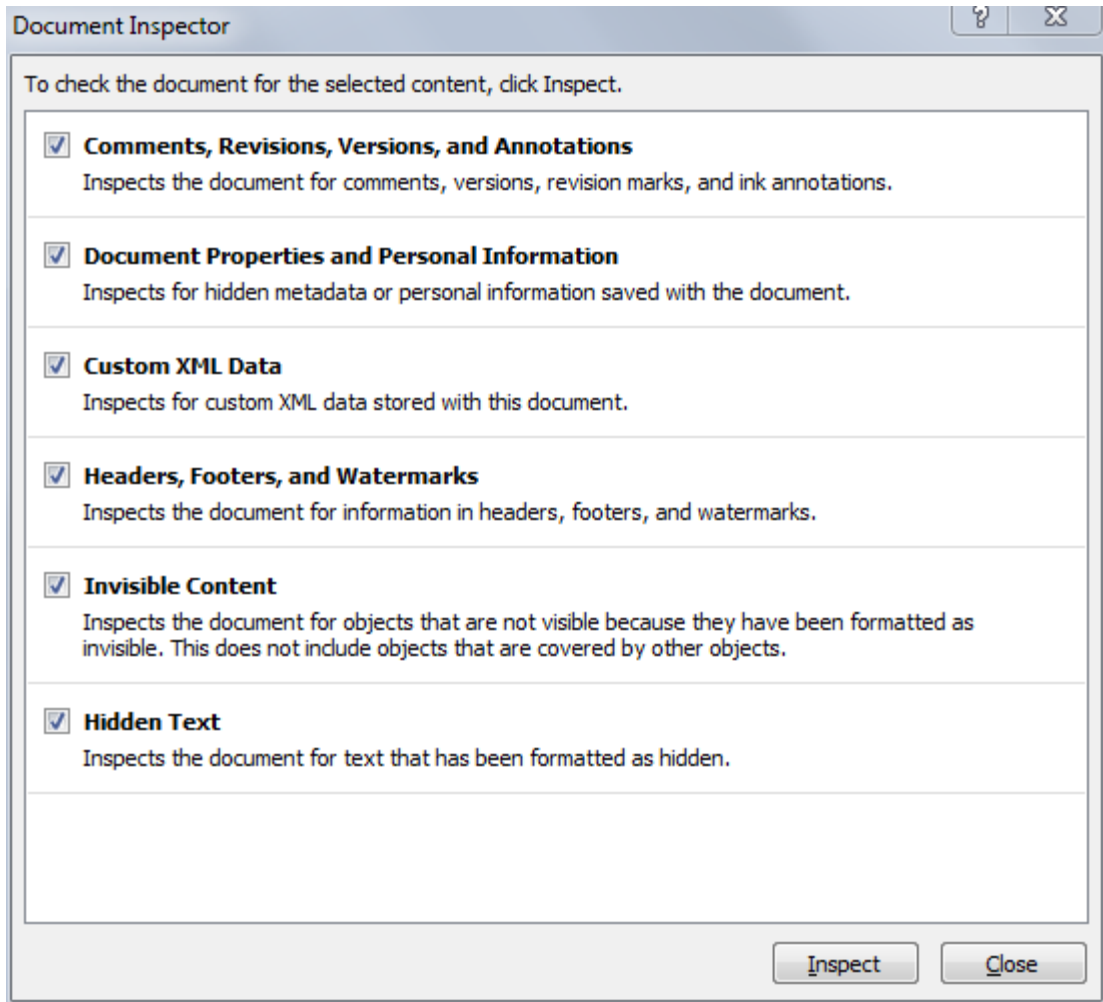 Document Inspector
To check the document for the selected content, click Inspect.
Comments, Revisions, Versions, and Annotations
Inspects the document for comments, versions, revision marks, and ink annotations.
Document Properties and Personal Information
Inspects for hidden metadata or personal information saved with the document.
Custom XML Data
Inspects for custom XML data stored with this document.
Headers, Footers, and Watermarks
Inspects the document for information in headers, footers, and watermarks.
Invisible Content
Inspects the document for objects that are not visible because they have been formatted as
invisible. This does not include objects that are covered by other objects.
Hidden Text
Inspects the document for text that has been formatted as hidden.
Inspect Close